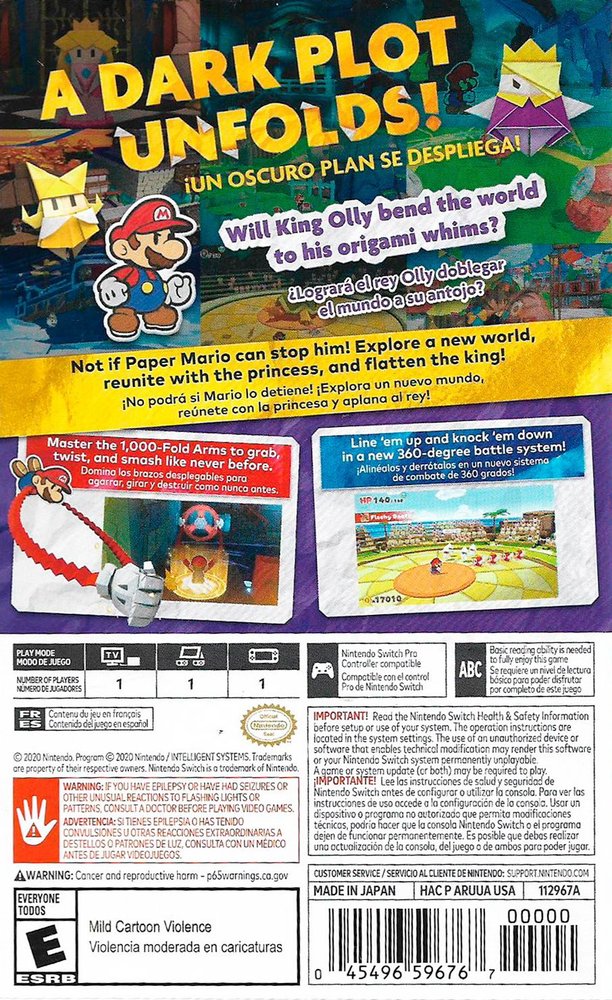 A DARK PLOT
UNFOLDS!
¡UN OSCURO PLAN SE DESPLIEGA!
Will King Olly bend the world
to his origami whims?
¿Logrará el rey Olly doblegar
el mundo a su antojo?
Not if Paper Mario can stop him! Explore a new world,
reunite with the princess, and flatten the king!
¡No podrá si Mario lo detiene! ¡Explora un nuevo mundo,
reúnete con la princesa y aplana al rey!
Master the 1,000-Fold Arms to grab,
twist, and smash like never before.
Domina los brazos desplegables para
agarrar, girar y destruir como nunca antes.
Line 'em up and knock 'em down
in a new 360-degree battle system!
¡Alinéalos y derrótalos en un nuevo sistema
de combate de 360 grados!
HP 140/140
17010
PLAY MODE
MODO DE JUEGO
TV
NUMBER OF PLAYERS
NÚMERO DE JUGADORES
1
1
1
Nintendo Switch Pro
Controller compatible
Compatible con el control
Pro de Nintendo Switch
ABC
Basic reading ability is needed
to fully enjoy this game
Se requiere un nivel de lectura
básico para poder disfrutar
por completo de este juego
FR
ES
Contenu du jeu en français
Contenido del juego en español
Official
Nintendo
Seal
© 2020 Nintendo. Program © 2020 Nintendo / INTELLIGENT SYSTEMS. Trademarks
are property of their respective owners. Nintendo Switch is a trademark of Nintendo.
WARNING: IF YOU HAVE EPILEPSY OR HAVE HAD SEIZURES OR
OTHER UNUSUAL REACTIONS TO FLASHING LIGHTS OR
PATTERNS, CONSULT A DOCTOR BEFORE PLAYING VIDEO GAMES.
ADVERTENCIA: SI TIENES EPILEPSIA O HAS TENIDO
CONVULSIONES U OTRAS REACCIONES EXTRAORDINARIAS A
DESTELLOS O PATRONES DE LUZ, CONSULTA CON UN MÉDICO
ANTES DE JUGAR VIDEOJUEGOS.
WARNING: Cancer and reproductive harm - p65warnings.ca.gov
IMPORTANT! Read the Nintendo Switch Health & Safety Information
before setup or use of your system. The operation instructions are
located in the system settings. The use of an unauthorized device or
software that enables technical modification may render this software
or your Nintendo Switch system permanently unplayable.
A game or system update (or both) may be required to play.
¡IMPORTANTE! Lee las instrucciones de salud y seguridad de
Nintendo Switch antes de configurar o utilizar la consola. Para ver las
instrucciones de uso accede a la configuración de la consola. Usar un
dispositivo o programa no autorizado que permita modificaciones
técnicas, podría hacer que la consola Nintendo Switch o el programa
dejen de funcionar permanentemente. Es posible que debas realizar
una actualización de la consola, del juego o de ambos para poder jugar.
CUSTOMER SERVICE / SERVICIO AL CLIENTE DE NINTENDO: SUPPORT.NINTENDO.COM
MADE IN JAPAN
HAC P ARUUA USA
112967A
EVERYONE
TODOS
E
ESRB
Mild Cartoon Violence
Violencia moderada en caricaturas
00000
0 45496 59676 7